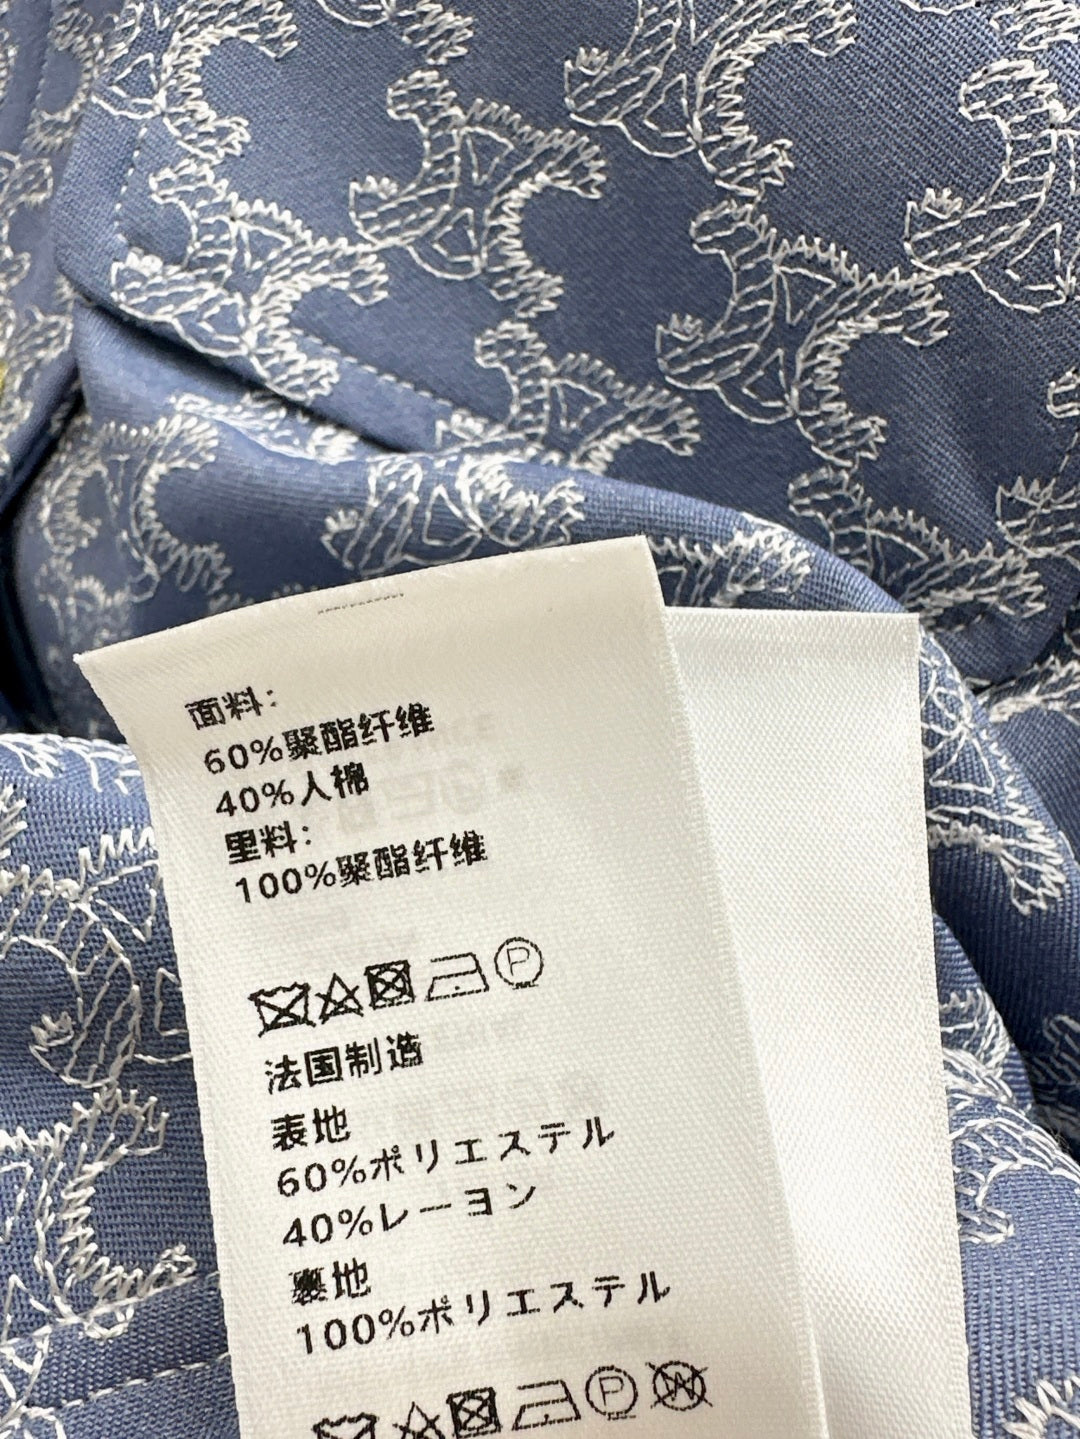 面料:
60%聚酯纤维
40%人棉
里料:
100%聚酯纤维
P
法国制造
表地
60%ポリエステル
40%レーヨン
裏地
100%ポリエステル
P W